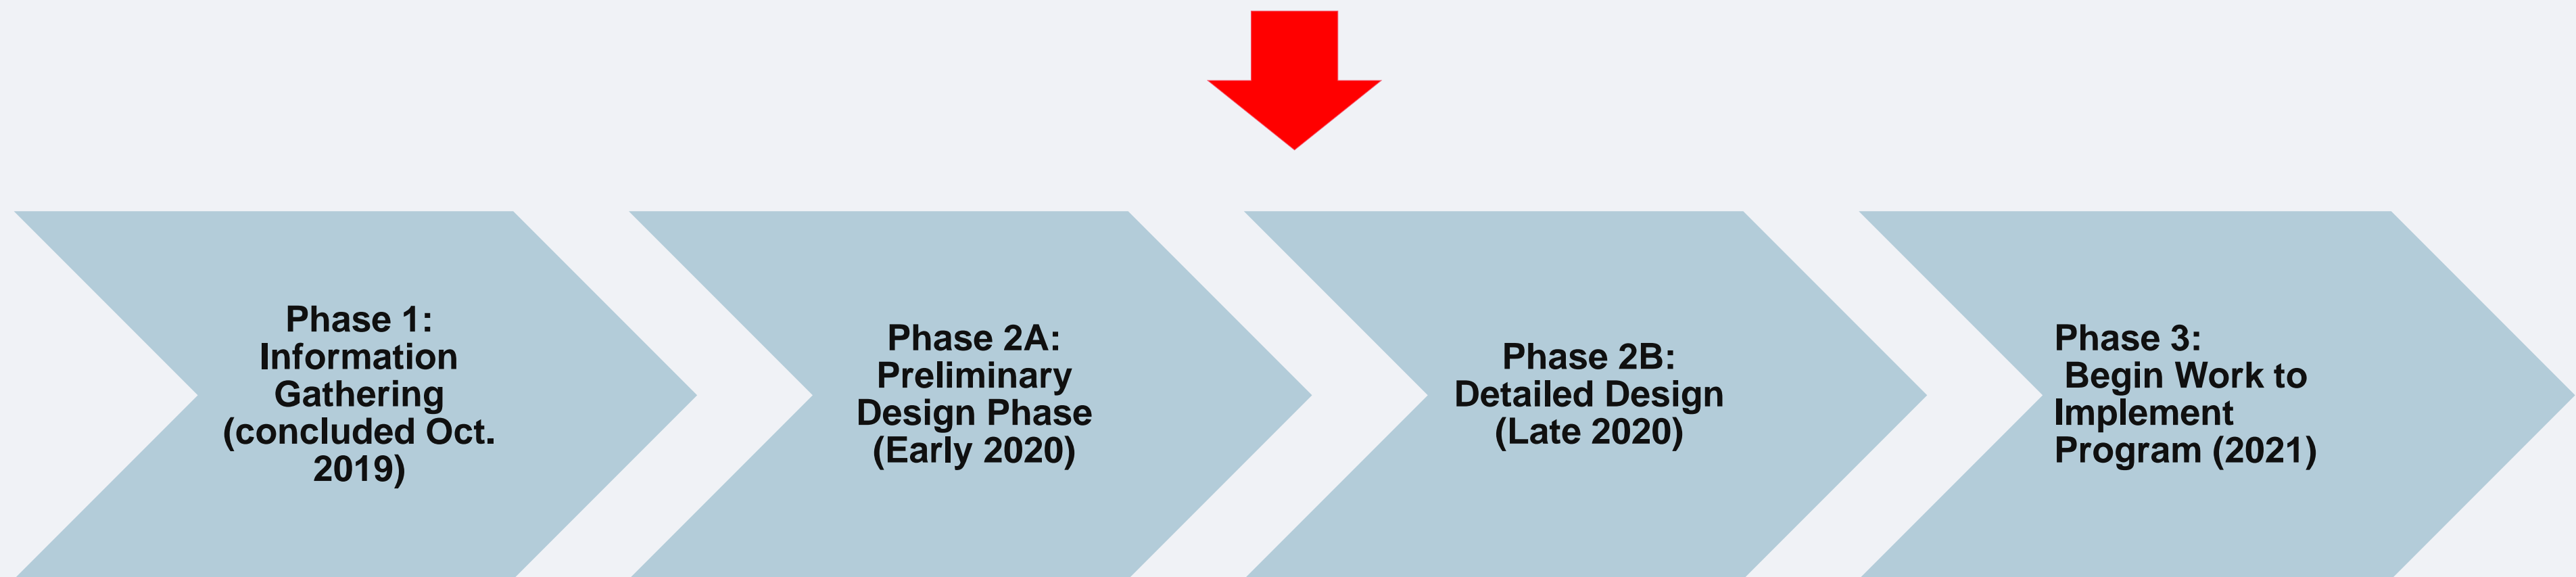 Phase 1:
Information
Gathering
(concluded Oct.
2019)
Phase 2A:
Preliminary
Design Phase
(Early 2020)
Phase 2B:
Detailed Design
(Late 2020)
Phase 3:
Begin Work to
Implement
Program (2021)